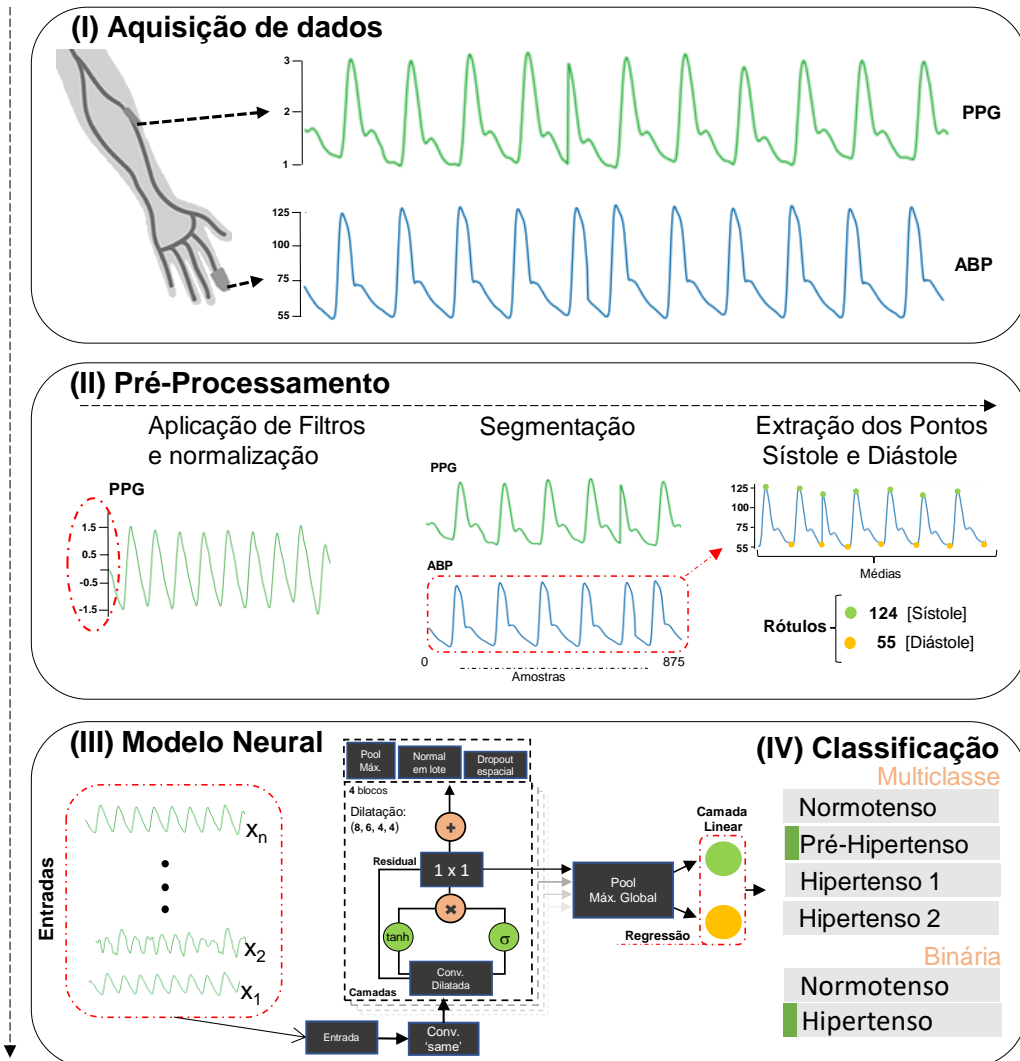 (I) Aquisição de dados
3
2
1
PPG
125
100
75
55
ABP
(II) Pré-Processamento
Aplicação de Filtros
e normalização
PPG
1.5
0.5
-0.5
-1.5
Segmentação
PPG
ABP
0
875
Amostras
Extração dos Pontos
Sístole e Diástole
125
100
75
55
Médias
Rótulos
124 [Sístole]
55 [Diástole]
(III) Modelo Neural
Entradas
Xn
X2
X1
Entrada
Conv.
'same'
Pool
Máx.
Normal
em lote
Dropout
espacial
4 blocos
Dilatação:
(8, 6, 4, 4)
+
Residual
1 x 1
×
tanh
σ
Conv.
Dilatada
Camadas
Pool
Máx. Global
Camada
Linear
Regressão
(IV) Classificação
Multiclasse
Normotenso
Pré-Hipertenso
Hipertenso 1
Hipertenso 2
Binária
Normotenso
Hipertenso